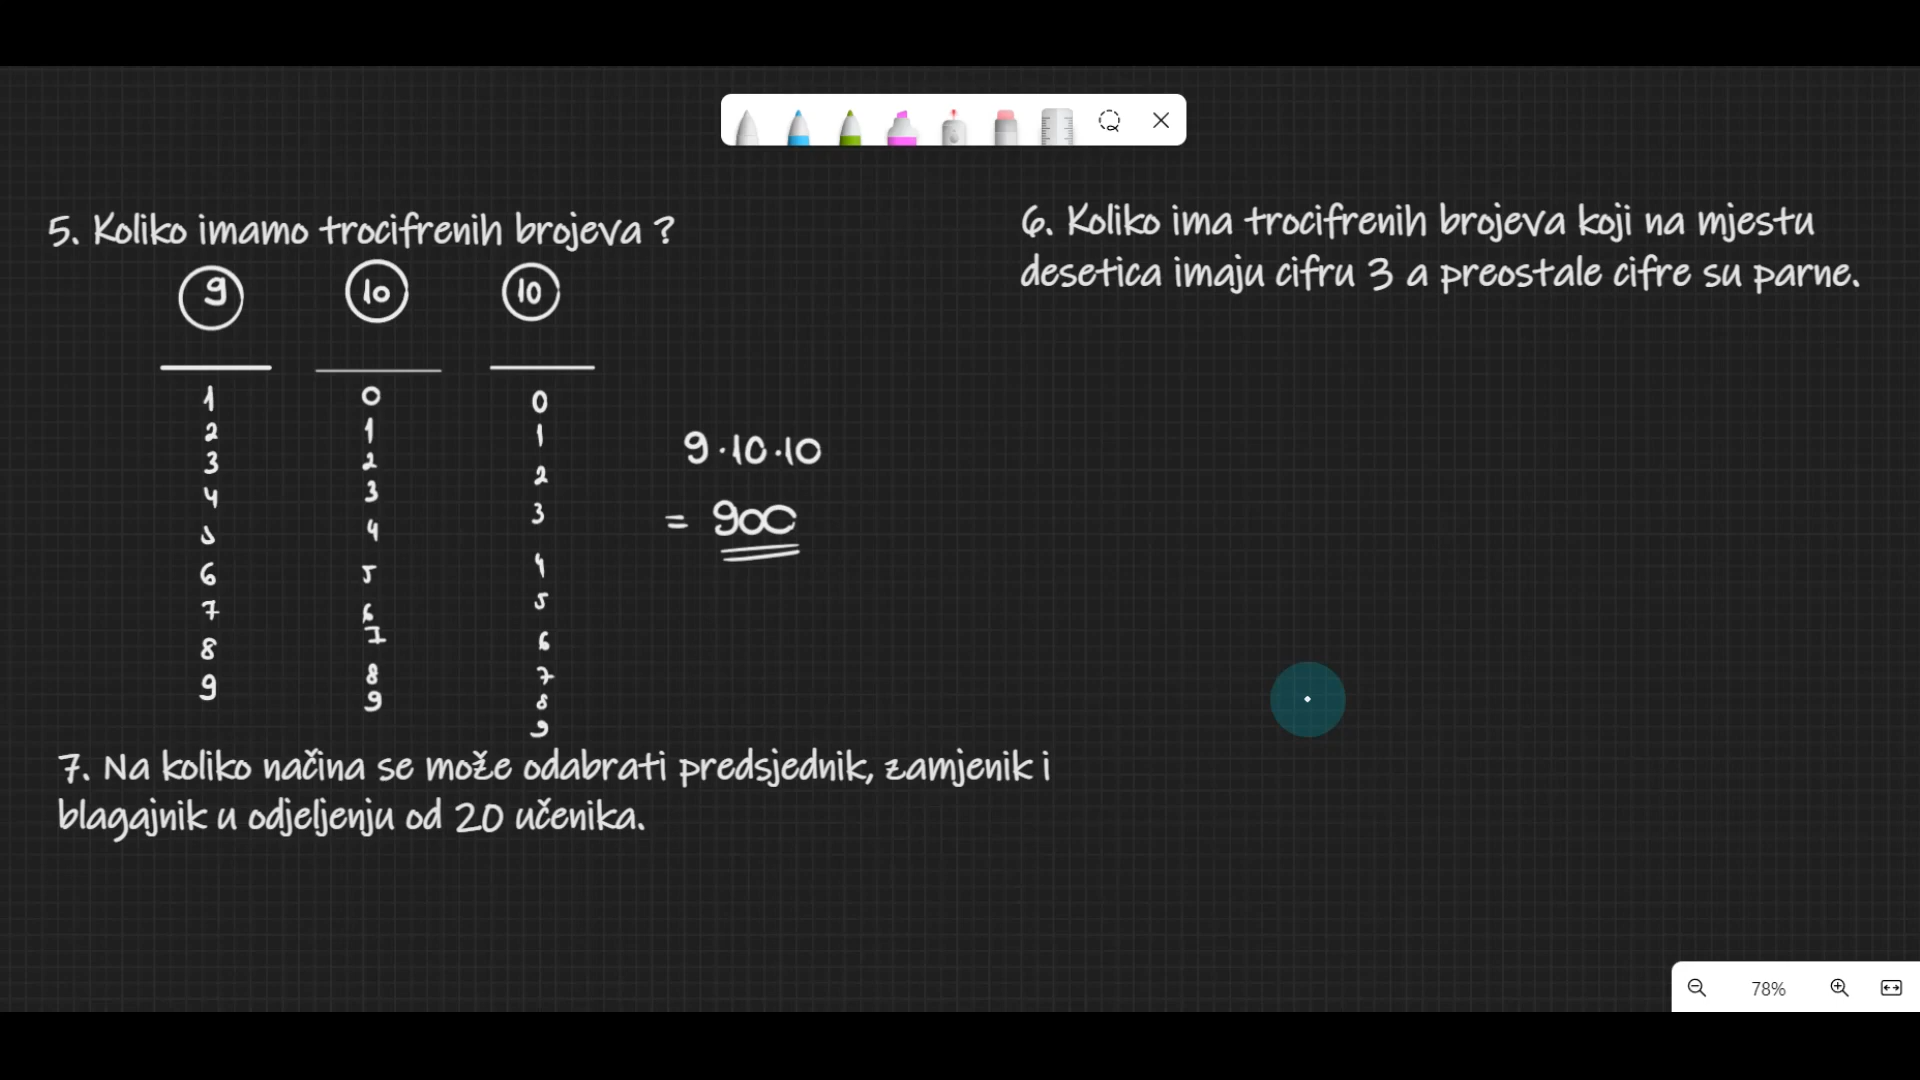 5. Koliko imamo trocifrenih brojeva ?
9 10 10
1 0 0
2 1 1
3 2 2
4 3 3
5 4 4
6 5 5
7 6 6
8 7 7
9 8 8
9 9
9 · 10 · 10
= 900
6. Koliko ima trocifrenih brojeva koji na mjestu
desetica imaju cifru 3 a preostale cifre su parne.
7. Na koliko načina se može odabrati predsjednik, zamjenik i
blagajnik u odjeljenju od 20 učenika.
78%